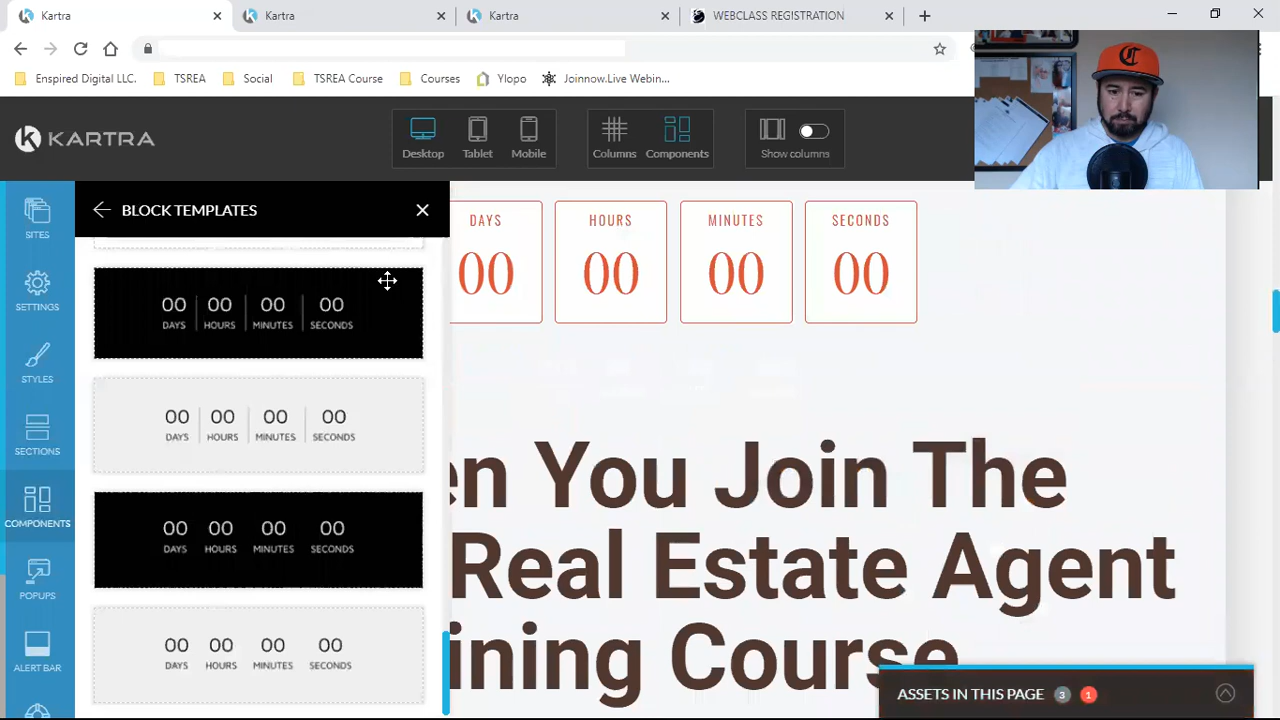 Kartra
Kartra
Kartra
WEBCLASS REGISTRATION
Enspired Digital LLC.
TSREA
Social
TSREA Course
Courses
Ylopo
Joinnow.Live Webin...
KARTRA
Desktop
Tablet
Mobile
Columns
Components
Show columns
SITES
SETTINGS
STYLES
SECTIONS
COMPONENTS
POPUPS
ALERT BAR
BLOCK TEMPLATES
00 00 00 00
DAYS HOURS MINUTES SECONDS
00 00 00 00
DAYS HOURS MINUTES SECONDS
00 00 00 00
DAYS HOURS MINUTES SECONDS
00 00 00 00
DAYS HOURS MINUTES SECONDS
DAYS HOURS MINUTES SECONDS
00 00 00 00
en You Join The
Real Estate Agent
ining Course
ASSETS IN THIS PAGE 3 1